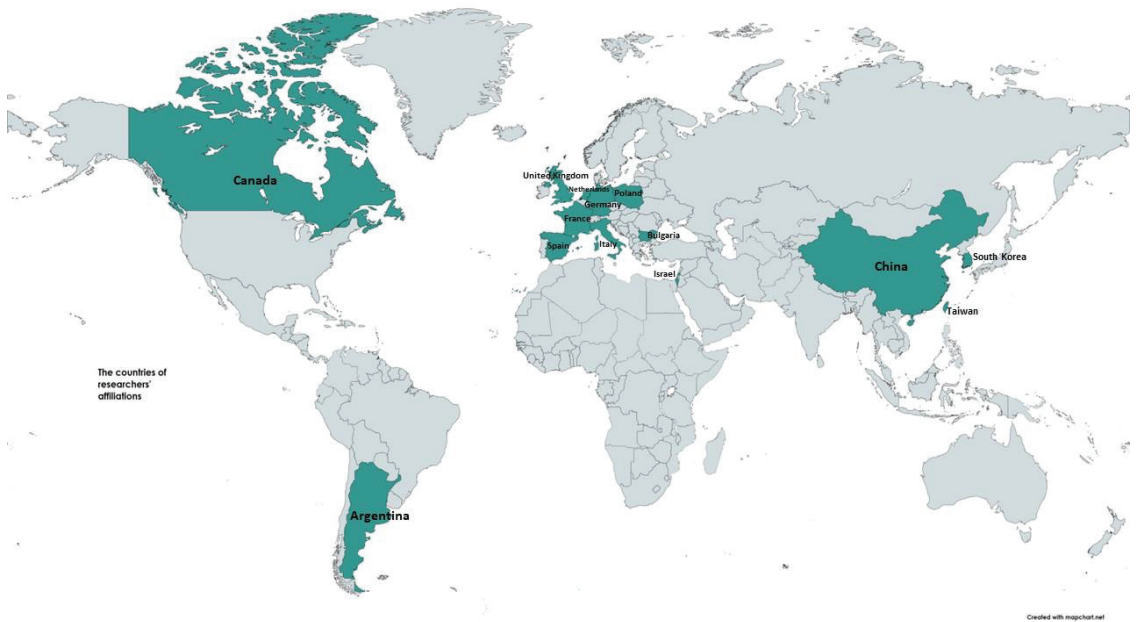 Canada
United Kingdom
Netherlands
Poland
Germany
France
Bulgaria
Spain
Italy
Israel
China
South Korea
Taiwan
The countries of
researchers'
affiliations
Argentina
Created with mapchart.net